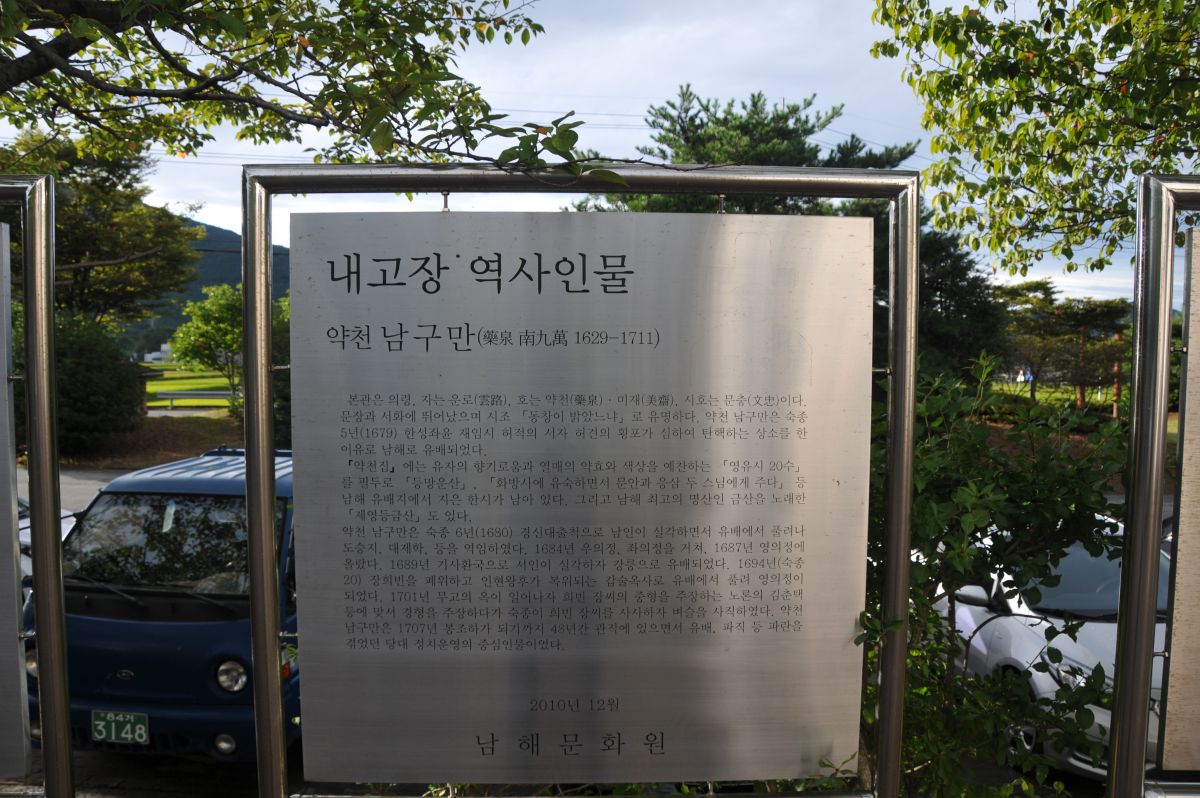 내고장 역사인물
약천 남구만(藥泉 南九萬 1629-1711)
본관은 의령, 자는 운로(雲路), 호는 약천(藥泉)·미재(美齋), 시호는 문충(文忠)이다.
문장과 서화에 뛰어났으며 시조 「동창이 밝았느냐」로 유명하다. 약천 남구만은 숙종
5년(1679) 한성좌윤 재임시 허적의 서자 허견의 횡포가 심하여 탄핵하는 상소를 한
이유로 남해로 유배되었다.
『약천집』에는 유자의 향기로움과 열매의 약효와 색상을 예찬하는 「영유시 20수」
를 필두로 「등망운산」, 「화방사에 유숙하면서 문안과 응삼 두 스님에게 주다」 등
남해 유배지에서 지은 한시가 남아 있다. 그리고 남해 최고의 명산인 금산을 노래한
「제영등금산」도 있다.
약천 남구만은 숙종 6년(1680) 경신대출척으로 남인이 실각하면서 유배에서 풀려나
도승지, 대제학, 등을 역임하였다. 1684년 우의정, 좌의정을 거쳐, 1687년 영의정에
올랐다. 1689년 기사환국으로 서인이 실각하자 강릉으로 유배되었다. 1694년(숙종
20) 장희빈을 폐위하고 인현왕후가 복위되는 갑술옥사로 유배에서 풀려 영의정이
되었다. 1701년 무고의 옥이 일어나자 희빈 장씨의 중형을 주장하는 노론의 김춘택
등에 맞서 경형을 주장하다가 숙종이 희빈 장씨를 사사하자 벼슬을 사직하였다. 약천
남구만은 1707년 봉조하가 되기까지 48년간 관직에 있으면서 유배, 파직 등 파란을
겪었던 당대 정치운영의 중심인물이었다.
2010년 12월
남해문화원
84거
3148